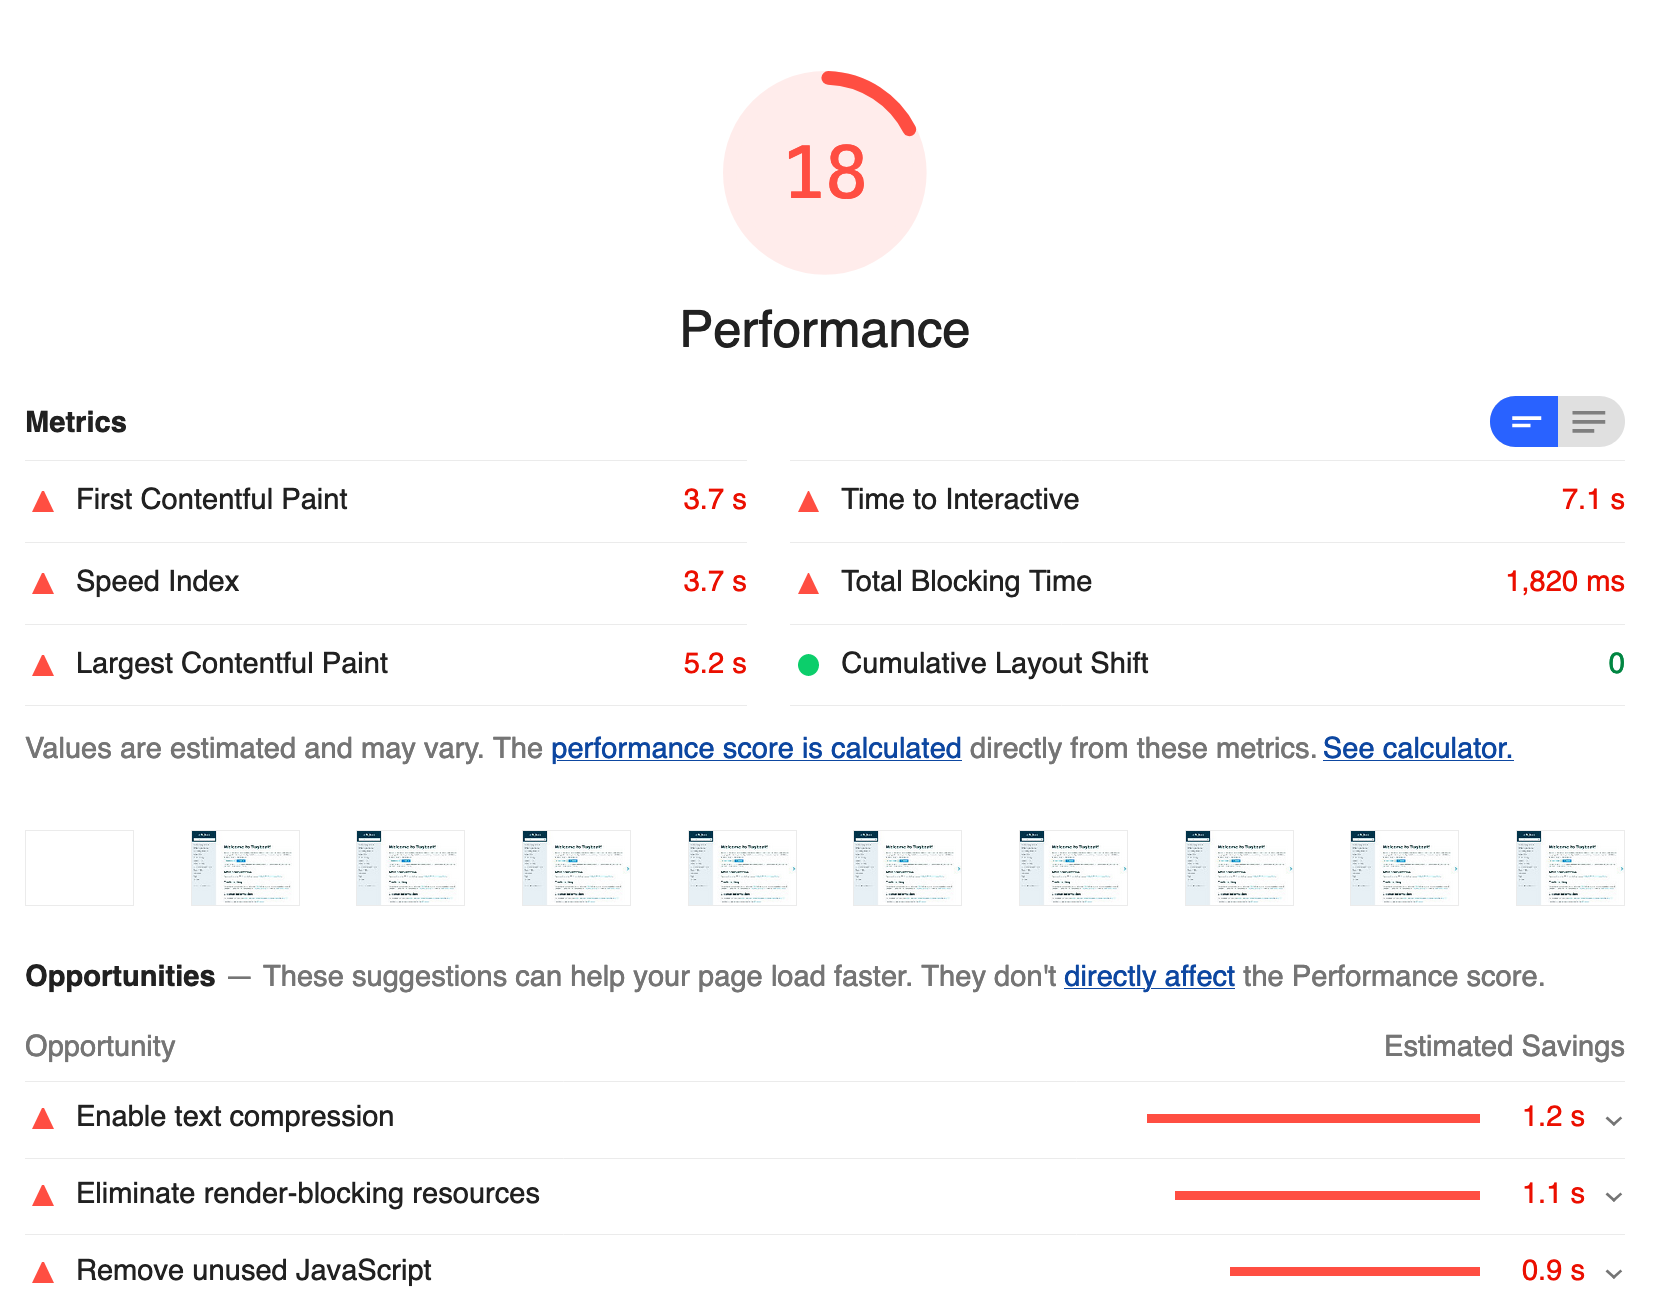 18
Performance
Metrics
First Contentful Paint 3.7 s
Time to Interactive 7.1 s
Speed Index 3.7 s
Total Blocking Time 1,820 ms
Largest Contentful Paint 5.2 s
Cumulative Layout Shift 0
Values are estimated and may vary. The performance score is calculated directly from these metrics. See calculator.
Opportunities — These suggestions can help your page load faster. They don't directly affect the Performance score.
Opportunity Estimated Savings
Enable text compression 1.2 s
Eliminate render-blocking resources 1.1 s
Remove unused JavaScript 0.9 s